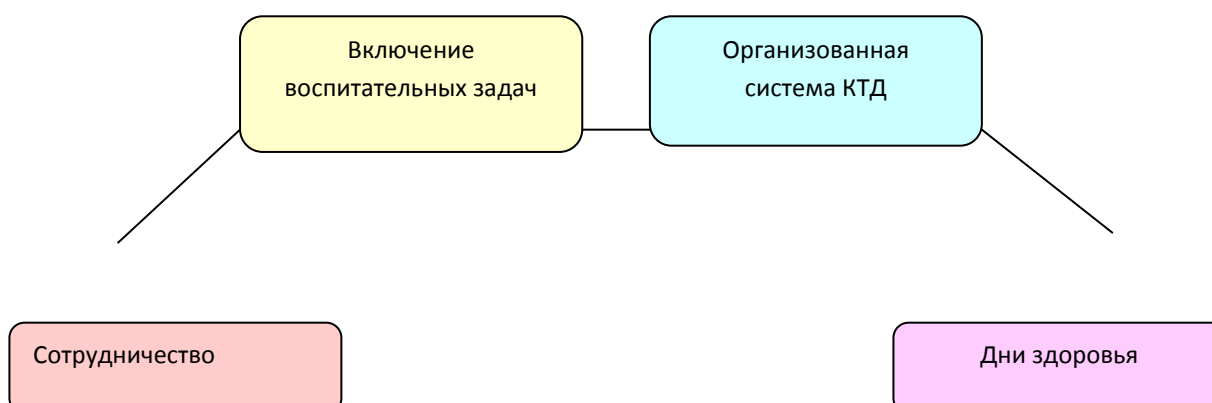 Включение
воспитательных задач
Организованная
система КТД
Сотрудничество
Дни здоровья